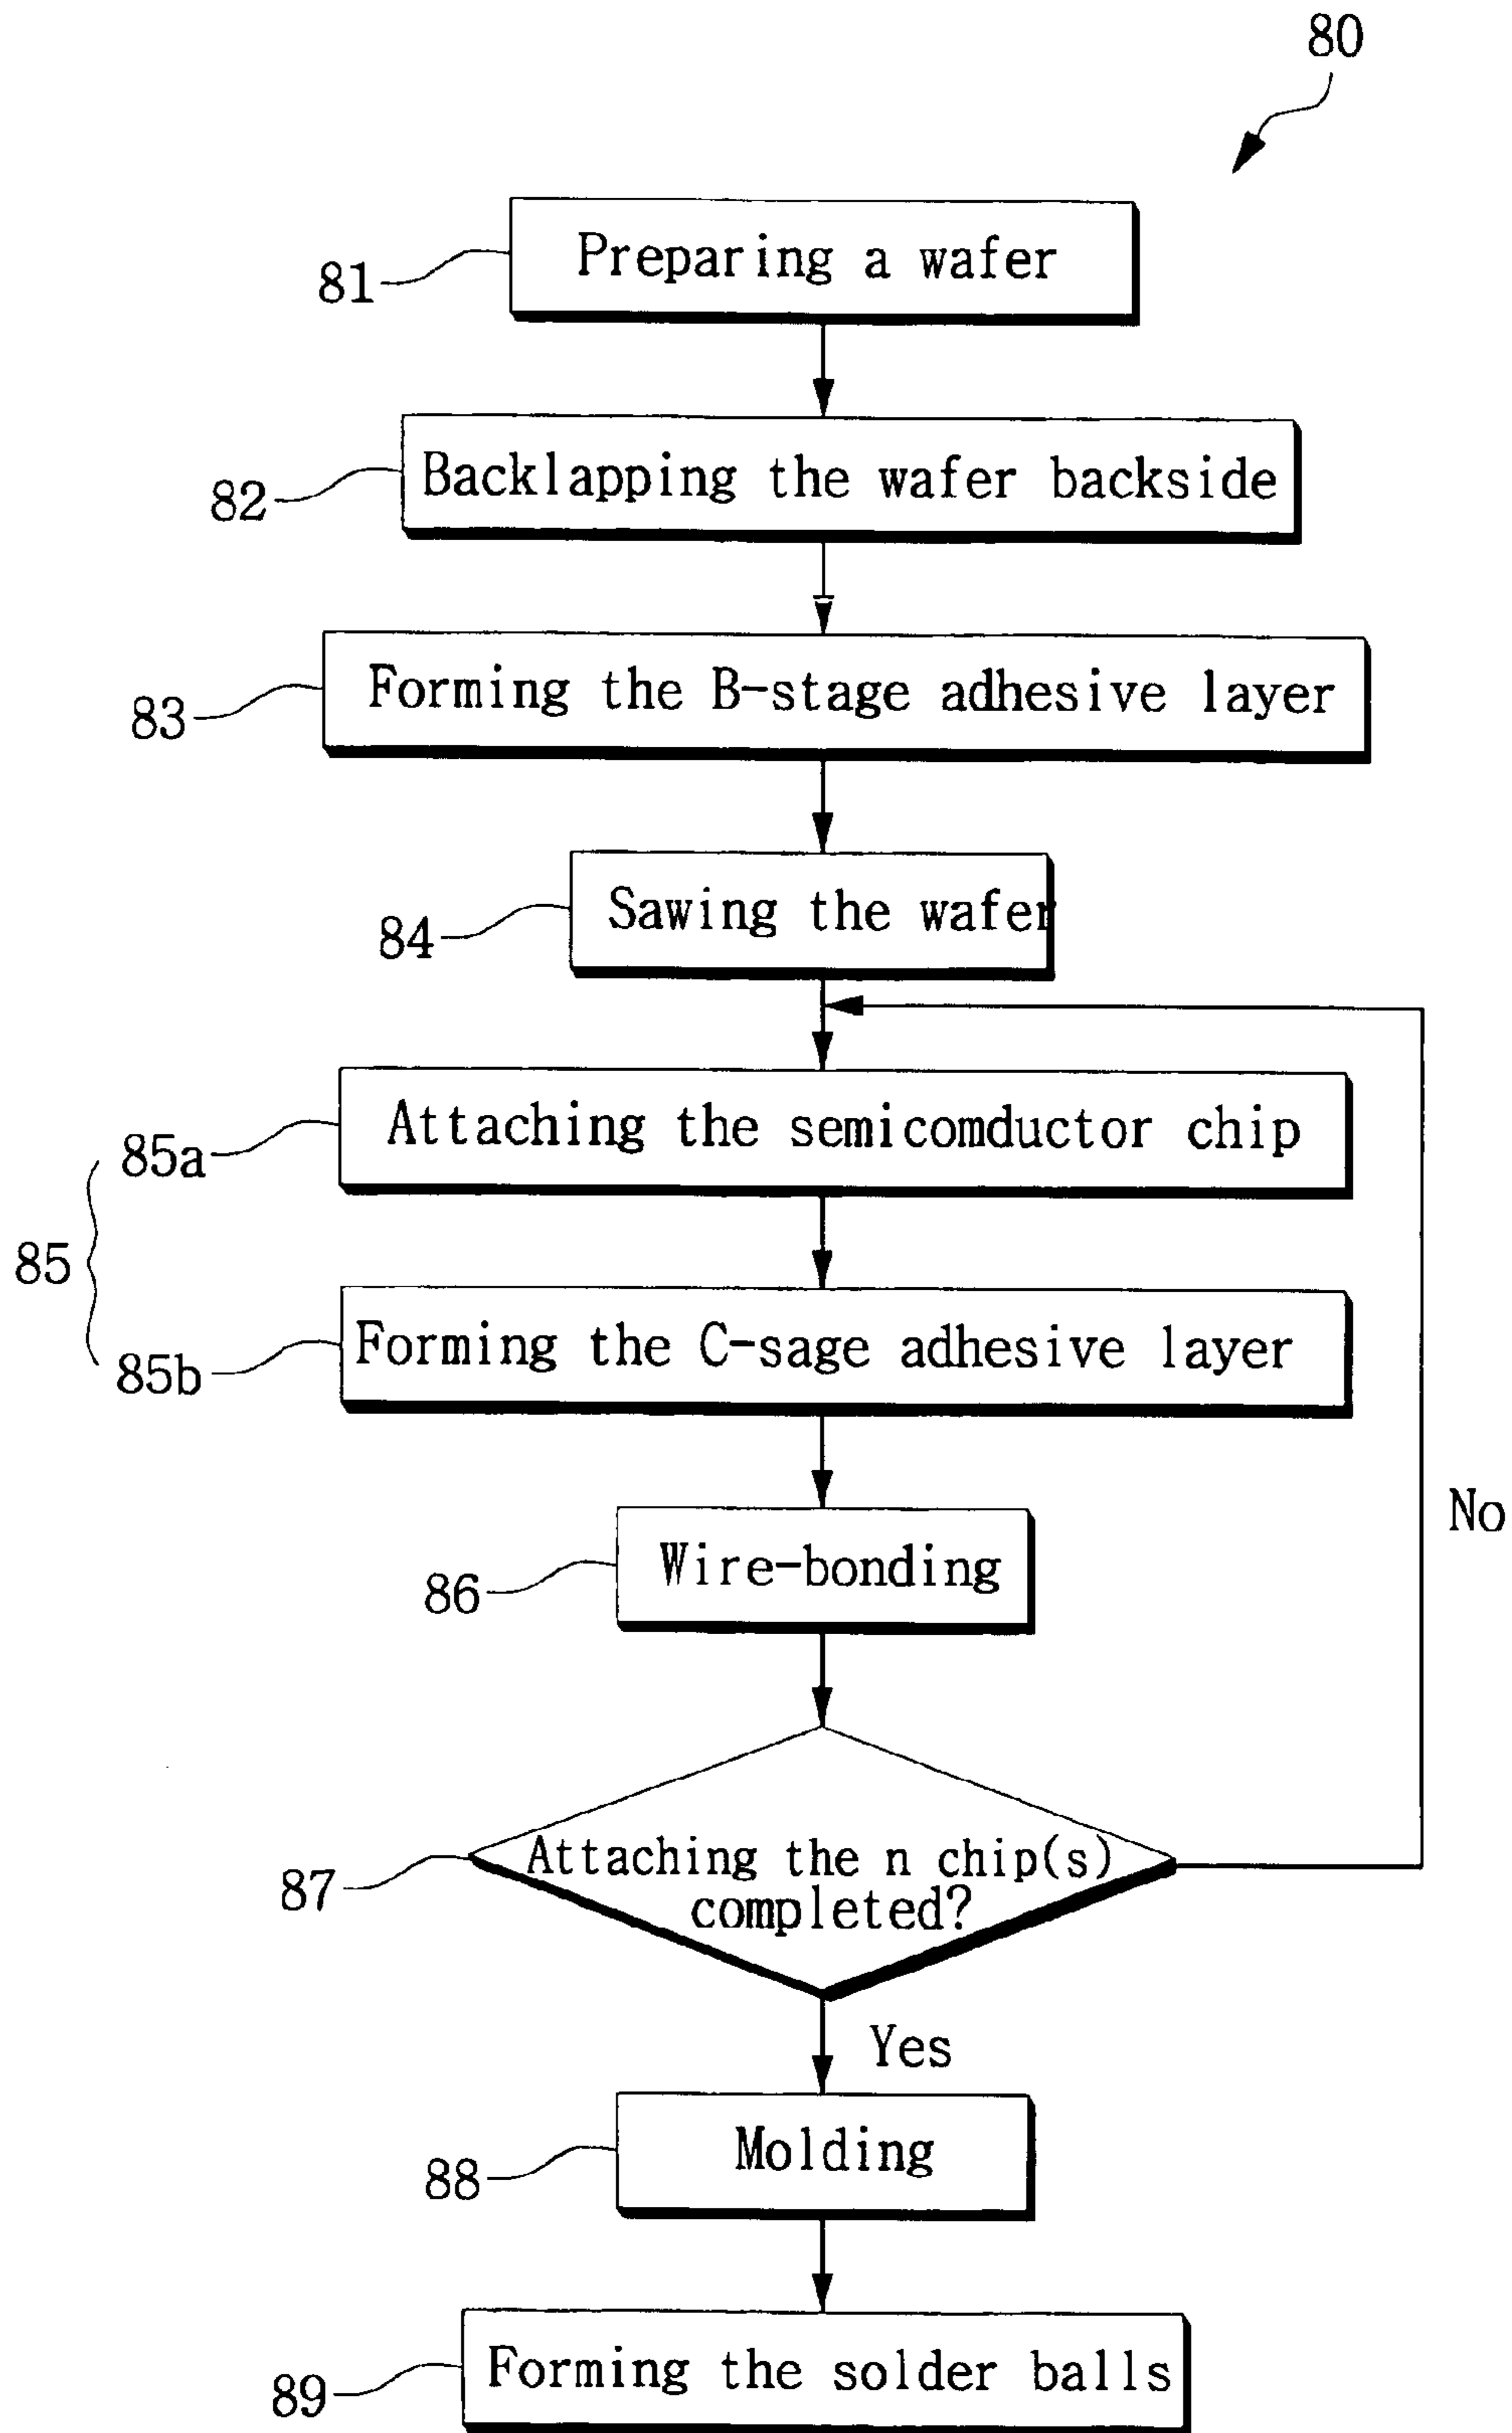 80
81
Preparing a wafer
82
Backlapping the wafer backside
83
Forming the B-stage adhesive layer
84
Sawing the wafer
85
85a
Attaching the semicomductor chip
85b
Forming the C-sage adhesive layer
86
Wire-bonding
No
87
Attaching the n chip(s)
completed?
Yes
88
Molding
89
Forming the solder balls